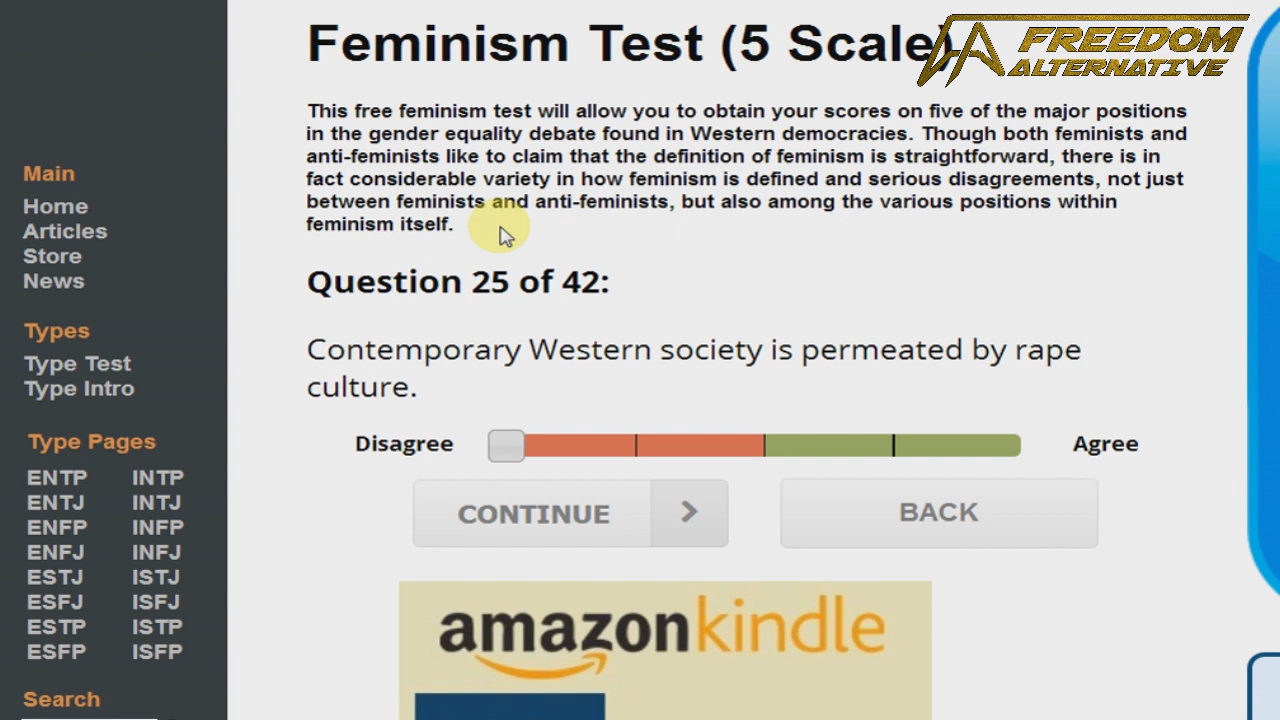 Feminism Test (5 Scale)
FREEDOM
ALTERNATIVE
This free feminism test will allow you to obtain your scores on five of the major positions
in the gender equality debate found in Western democracies. Though both feminists and
anti-feminists like to claim that the definition of feminism is straightforward, there is in
fact considerable variety in how feminism is defined and serious disagreements, not just
between feminists and anti-feminists, but also among the various positions within
feminism itself.
Question 25 of 42:
Contemporary Western society is permeated by rape
culture.
Disagree Agree
CONTINUE BACK
amazonkindle
Main
Home
Articles
Store
News
Types
Type Test
Type Intro
Type Pages
ENTP INTP
ENTJ INTJ
ENFP INFP
ENFJ INFJ
ESTJ ISTJ
ESFJ ISFJ
ESTP ISTP
ESFP ISFP
Search